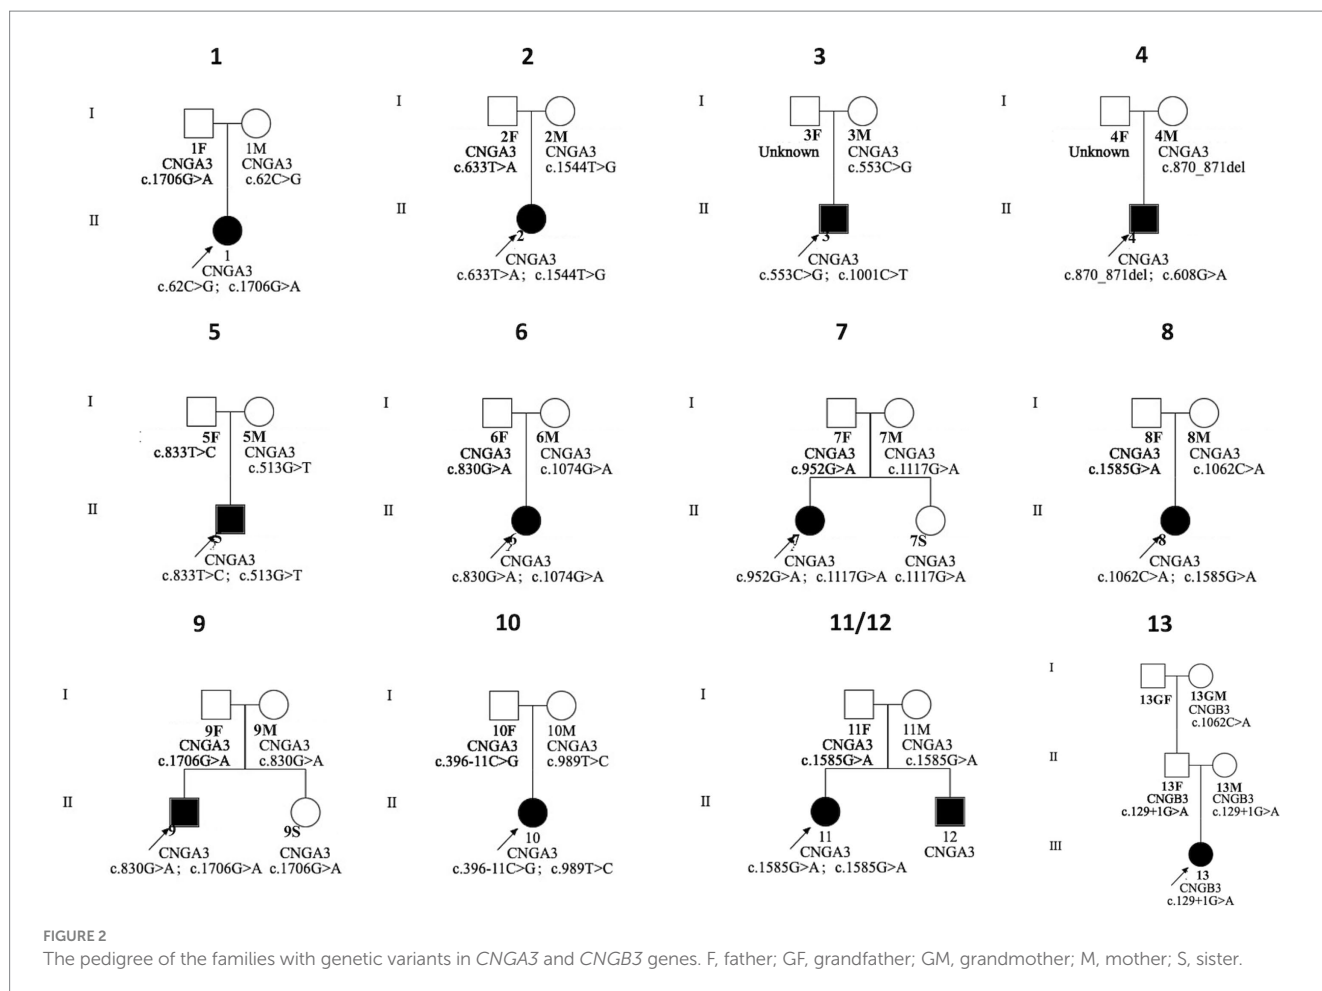 1
I
1F
1M
CNGA3
CNGA3
c.1706G>A
c.62C>G
II
1
CNGA3
c.62C>G; c.1706G>A
2
I
2F
2M
CNGA3
CNGA3
c.633T>A
c.1544T>G
II
2
CNGA3
c.633T>A; c.1544T>G
3
I
3F
3M
Unknown
CNGA3
c.553C>G
II
3
CNGA3
c.553C>G; c.1001C>T
4
I
4F
4M
Unknown
CNGA3
c.870_871del
II
4
CNGA3
c.870_871del; c.608G>A
5
I
5F
5M
c.833T>C
CNGA3
c.513G>T
II
5
CNGA3
c.833T>C; c.513G>T
6
I
6F
6M
CNGA3
CNGA3
c.830G>A
c.1074G>A
II
6
CNGA3
c.830G>A; c.1074G>A
7
I
7F
7M
CNGA3
CNGA3
c.952G>A
c.1117G>A
II
7
7S
CNGA3
CNGA3
c.952G>A; c.1117G>A
c.1117G>A
8
I
8F
8M
CNGA3
CNGA3
c.1585G>A
c.1062C>A
II
8
CNGA3
c.1062C>A; c.1585G>A
9
I
9F
9M
CNGA3
CNGA3
c.1706G>A
c.830G>A
II
9
9S
CNGA3
CNGA3
c.830G>A; c.1706G>A
c.1706G>A
10
I
10F
10M
CNGA3
CNGA3
c.396-11C>G
c.989T>C
II
10
CNGA3
c.396-11C>G; c.989T>C
11/12
I
11F
11M
CNGA3
CNGA3
c.1585G>A
c.1585G>A
II
11
12
CNGA3
CNGA3
c.1585G>A; c.1585G>A
13
I
13GF
13GM
CNGB3
c.1062C>A
II
13F
13M
CNGB3
CNGB3
c.129+1G>A
c.129+1G>A
III
13
CNGB3
c.129+1G>A
FIGURE 2
The pedigree of the families with genetic variants in CNGA3 and CNGB3 genes. F, father; GF, grandfather; GM, grandmother; M, mother; S, sister.